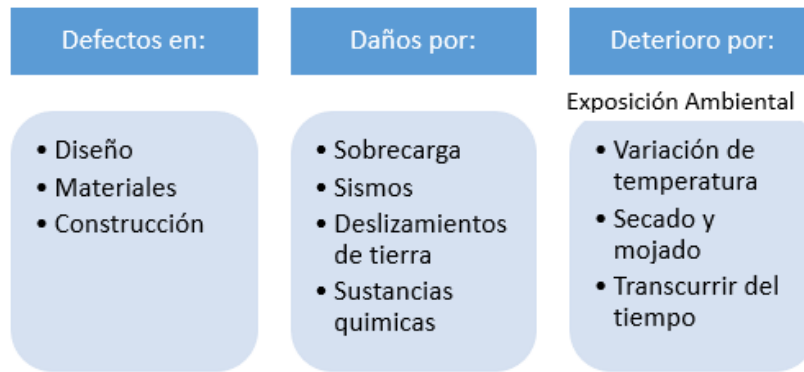 Defectos en:
• Diseño
• Materiales
• Construcción
Daños por:
• Sobrecarga
• Sismos
• Deslizamientos
de tierra
• Sustancias
quimicas
Deterioro por:
Exposición Ambiental
• Variación de
temperatura
• Secado y
mojado
• Transcurrir del
tiempo